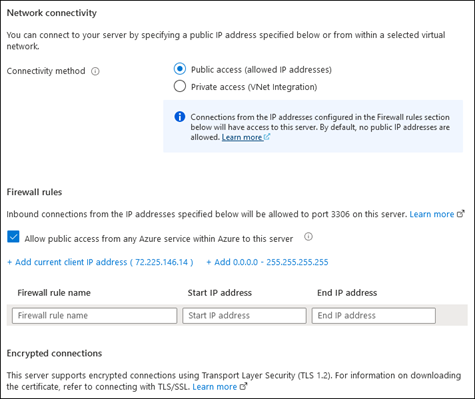 Network connectivity
You can connect to your server by specifying a public IP address specified below or from within a selected virtual
network.
Connectivity method
Public access (allowed IP addresses)
Private access (VNet Integration)
Connections from the IP addresses configured in the Firewall rules section
below will have access to this server. By default, no public IP addresses are
allowed. Learn more
Firewall rules
Inbound connections from the IP addresses specified below will be allowed to port 3306 on this server. Learn more
Allow public access from any Azure service within Azure to this server
+ Add current client IP address ( 72.225.146.14 ) + Add 0.0.0.0 - 255.255.255.255
Firewall rule name Start IP address End IP address
Firewall rule name Start IP address End IP address
Encrypted connections
This server supports encrypted connections using Transport Layer Security (TLS 1.2). For information on downloading
the certificate, refer to connecting with TLS/SSL. Learn more